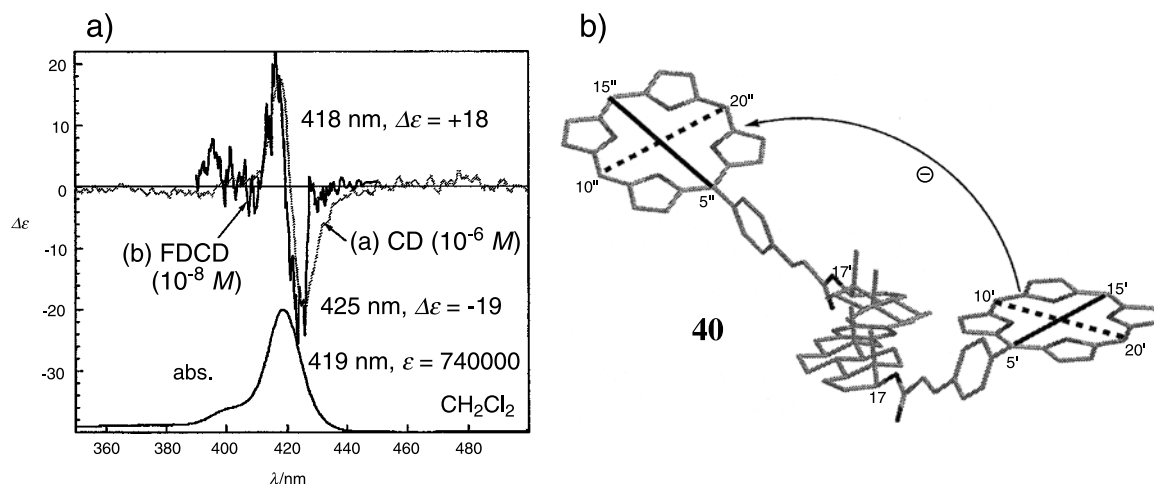 a)
20
10
0
-10
-20
-30
Δε
418 nm, Δε = +18
(b) FDCD
(10⁻⁸ M)
(a) CD (10⁻⁶ M)
425 nm, Δε = -19
419 nm, ε = 740000
abs.
CH₂Cl₂
360 380 400 420 440 460 480
λ/nm
b)
15"
20"
10"
5"
⊖
17'
40
10'
15'
5'
20'
17